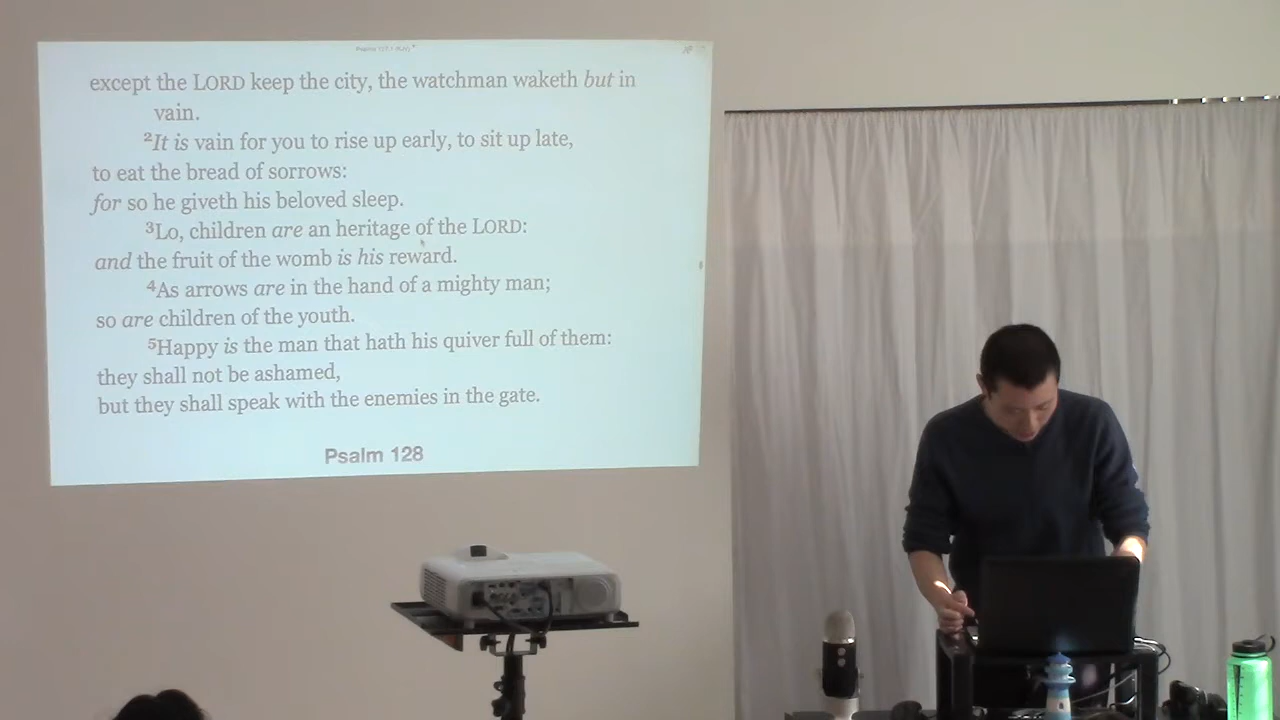 except the LORD keep the city, the watchman waketh but in
vain.
²It is vain for you to rise up early, to sit up late,
to eat the bread of sorrows:
for so he giveth his beloved sleep.
³Lo, children are an heritage of the LORD:
and the fruit of the womb is his reward.
⁴As arrows are in the hand of a mighty man;
so are children of the youth.
⁵Happy is the man that hath his quiver full of them:
they shall not be ashamed,
but they shall speak with the enemies in the gate.
Psalm 128